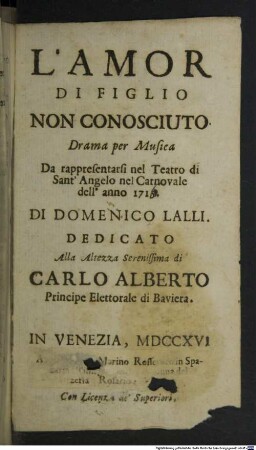 L'AMOR
DI FIGLIO
NON CONOSCIUTO.
Drama per Musica
Da rappresentarsi nel Teatro di
Sant' Angelo nel Carnovale
dell' anno 171
DI DOMENICO LALLI.
DEDICATO
Alla Altezza Serenissima di
CARLO ALBERTO
Principe Elettorale di Baviera.
IN VENEZIA, MDCCXVI
Marino in Spa-
Con Licenza de' Superiori.